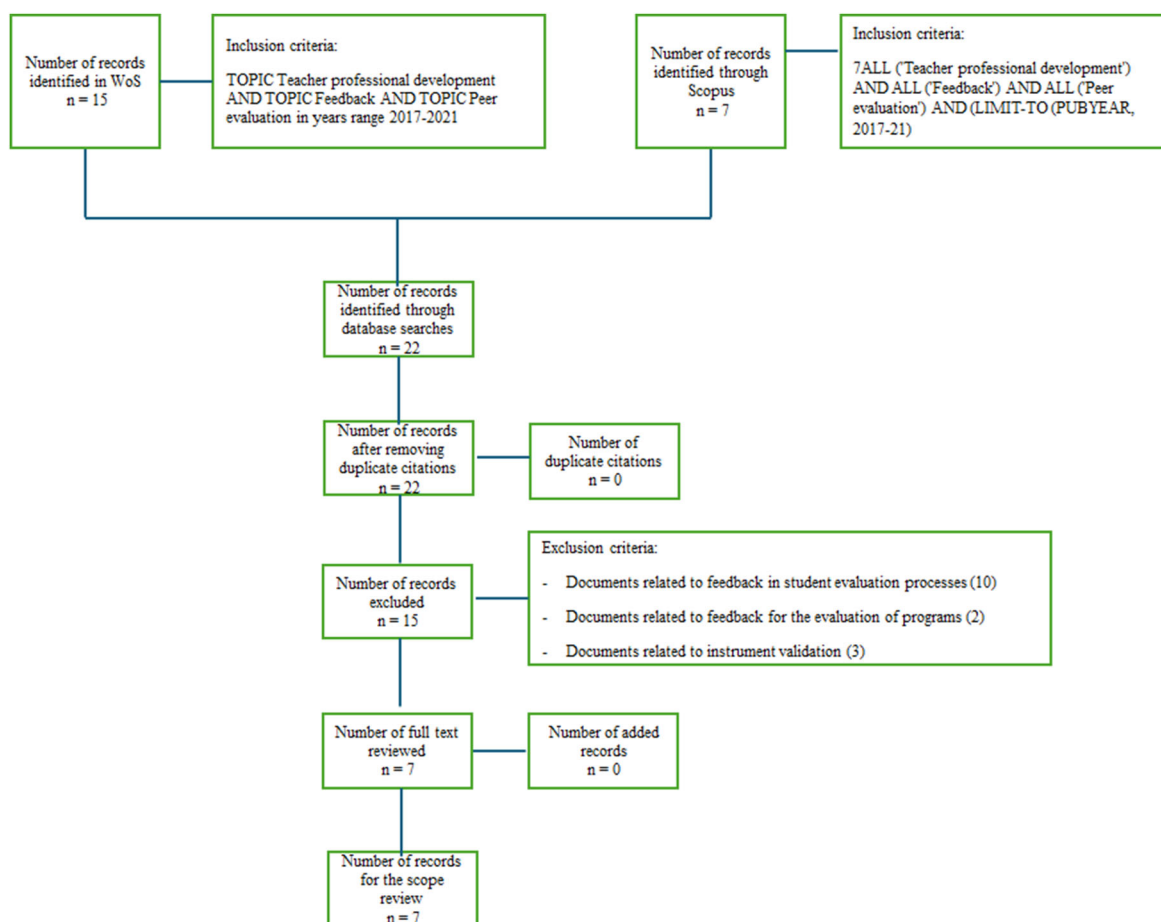 Number of records
identified in WoS
n = 15
Inclusion criteria:
TOPIC Teacher professional development
AND TOPIC Feedback AND TOPIC Peer
evaluation in years range 2017-2021
Number of records
identified through
Scopus
n = 7
Inclusion criteria:
7ALL ('Teacher professional development')
AND ALL ('Feedback') AND ALL ('Peer
evaluation') AND (LIMIT-TO (PUBYEAR,
2017-21)
Number of records
identified through
database searches
n = 22
Number of records
after removing
duplicate citations
n = 22
Number of
duplicate citations
n = 0
Number of records
excluded
n = 15
Exclusion criteria:
- Documents related to feedback in student evaluation processes (10)
- Documents related to feedback for the evaluation of programs (2)
- Documents related to instrument validation (3)
Number of full text
reviewed
n = 7
Number of added
records
n = 0
Number of records
for the scope
review
n = 7